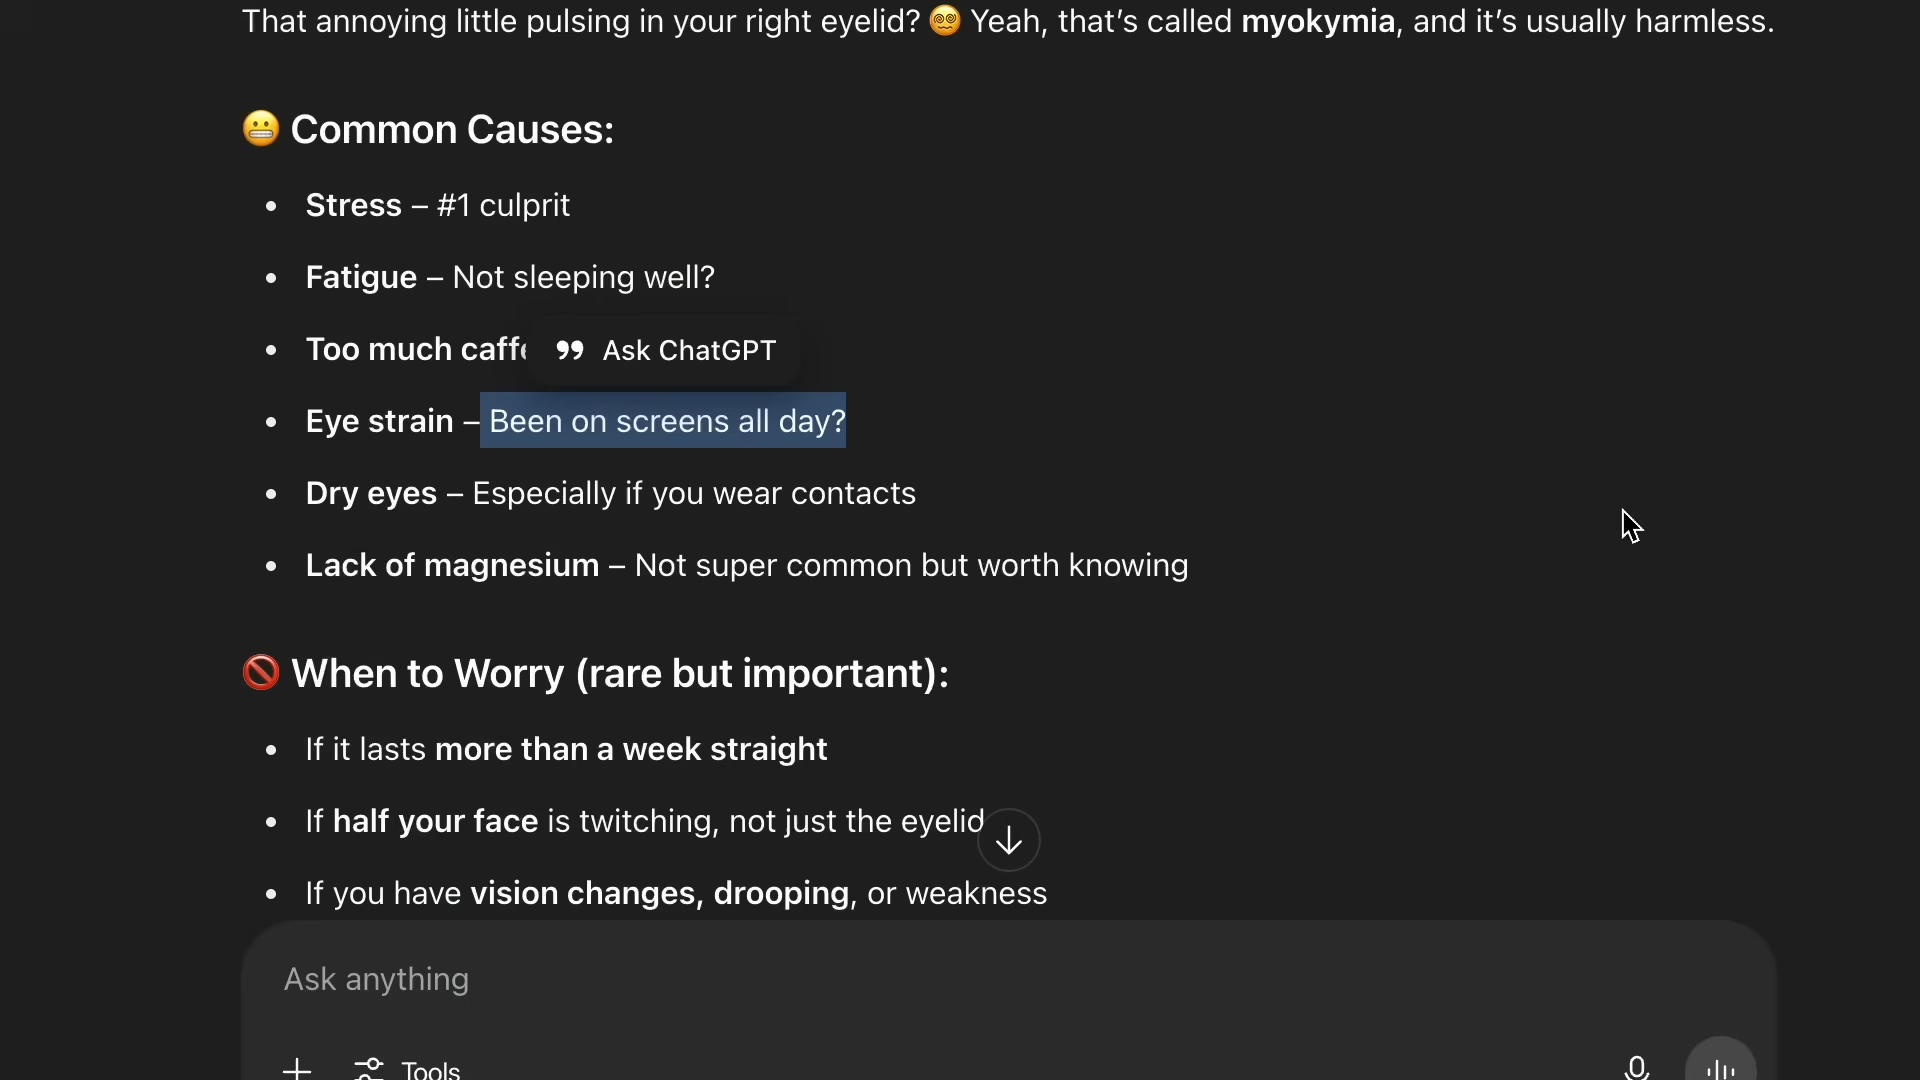 That annoying little pulsing in your right eyelid? 😵‍💫 Yeah, that’s called myokymia, and it’s usually harmless.
😬 Common Causes:
• Stress – #1 culprit
• Fatigue – Not sleeping well?
• Too much
Ask ChatGPT
• Eye strain – Been on screens all day?
• Dry eyes – Especially if you wear contacts
• Lack of magnesium – Not super common but worth knowing
🚫 When to Worry (rare but important):
• If it lasts more than a week straight
• If half your face is twitching, not just the eyelid
• If you have vision changes, drooping, or weakness
Ask anything
Tools